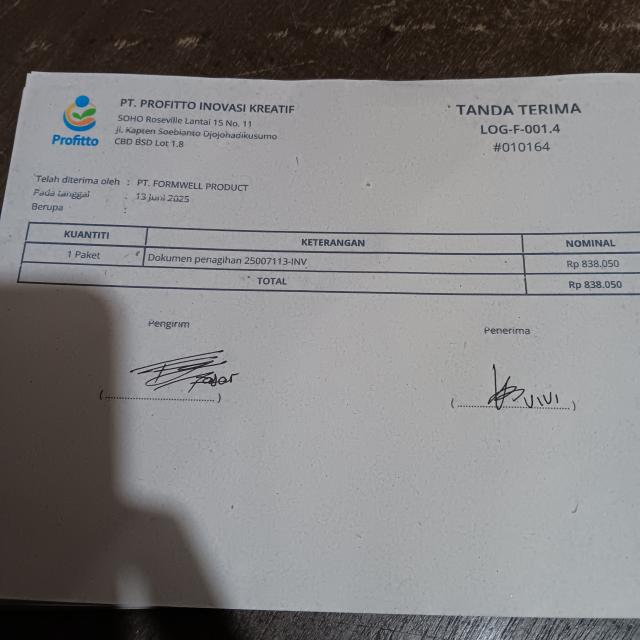 Profitto
PT. PROFITTO INOVASI KREATIF
SOHO Roseville Lantai 15 No. 11
Jl. Kapten Soebianto Djojohadikusumo
CBD BSD Lot 1.8
TANDA TERIMA
LOG-F-001.4
#010164
Telah diterima oleh : PT. FORMWELL PRODUCT
Pada tanggal : 13 Juni 2025
Berupa :
KUANTITI KETERANGAN NOMINAL
1 Paket Dokumen penagihan 25007113-INV Rp 838.050
TOTAL Rp 838.050
Pengirim Penerima
Fajar VIVI
(........................) (........................)